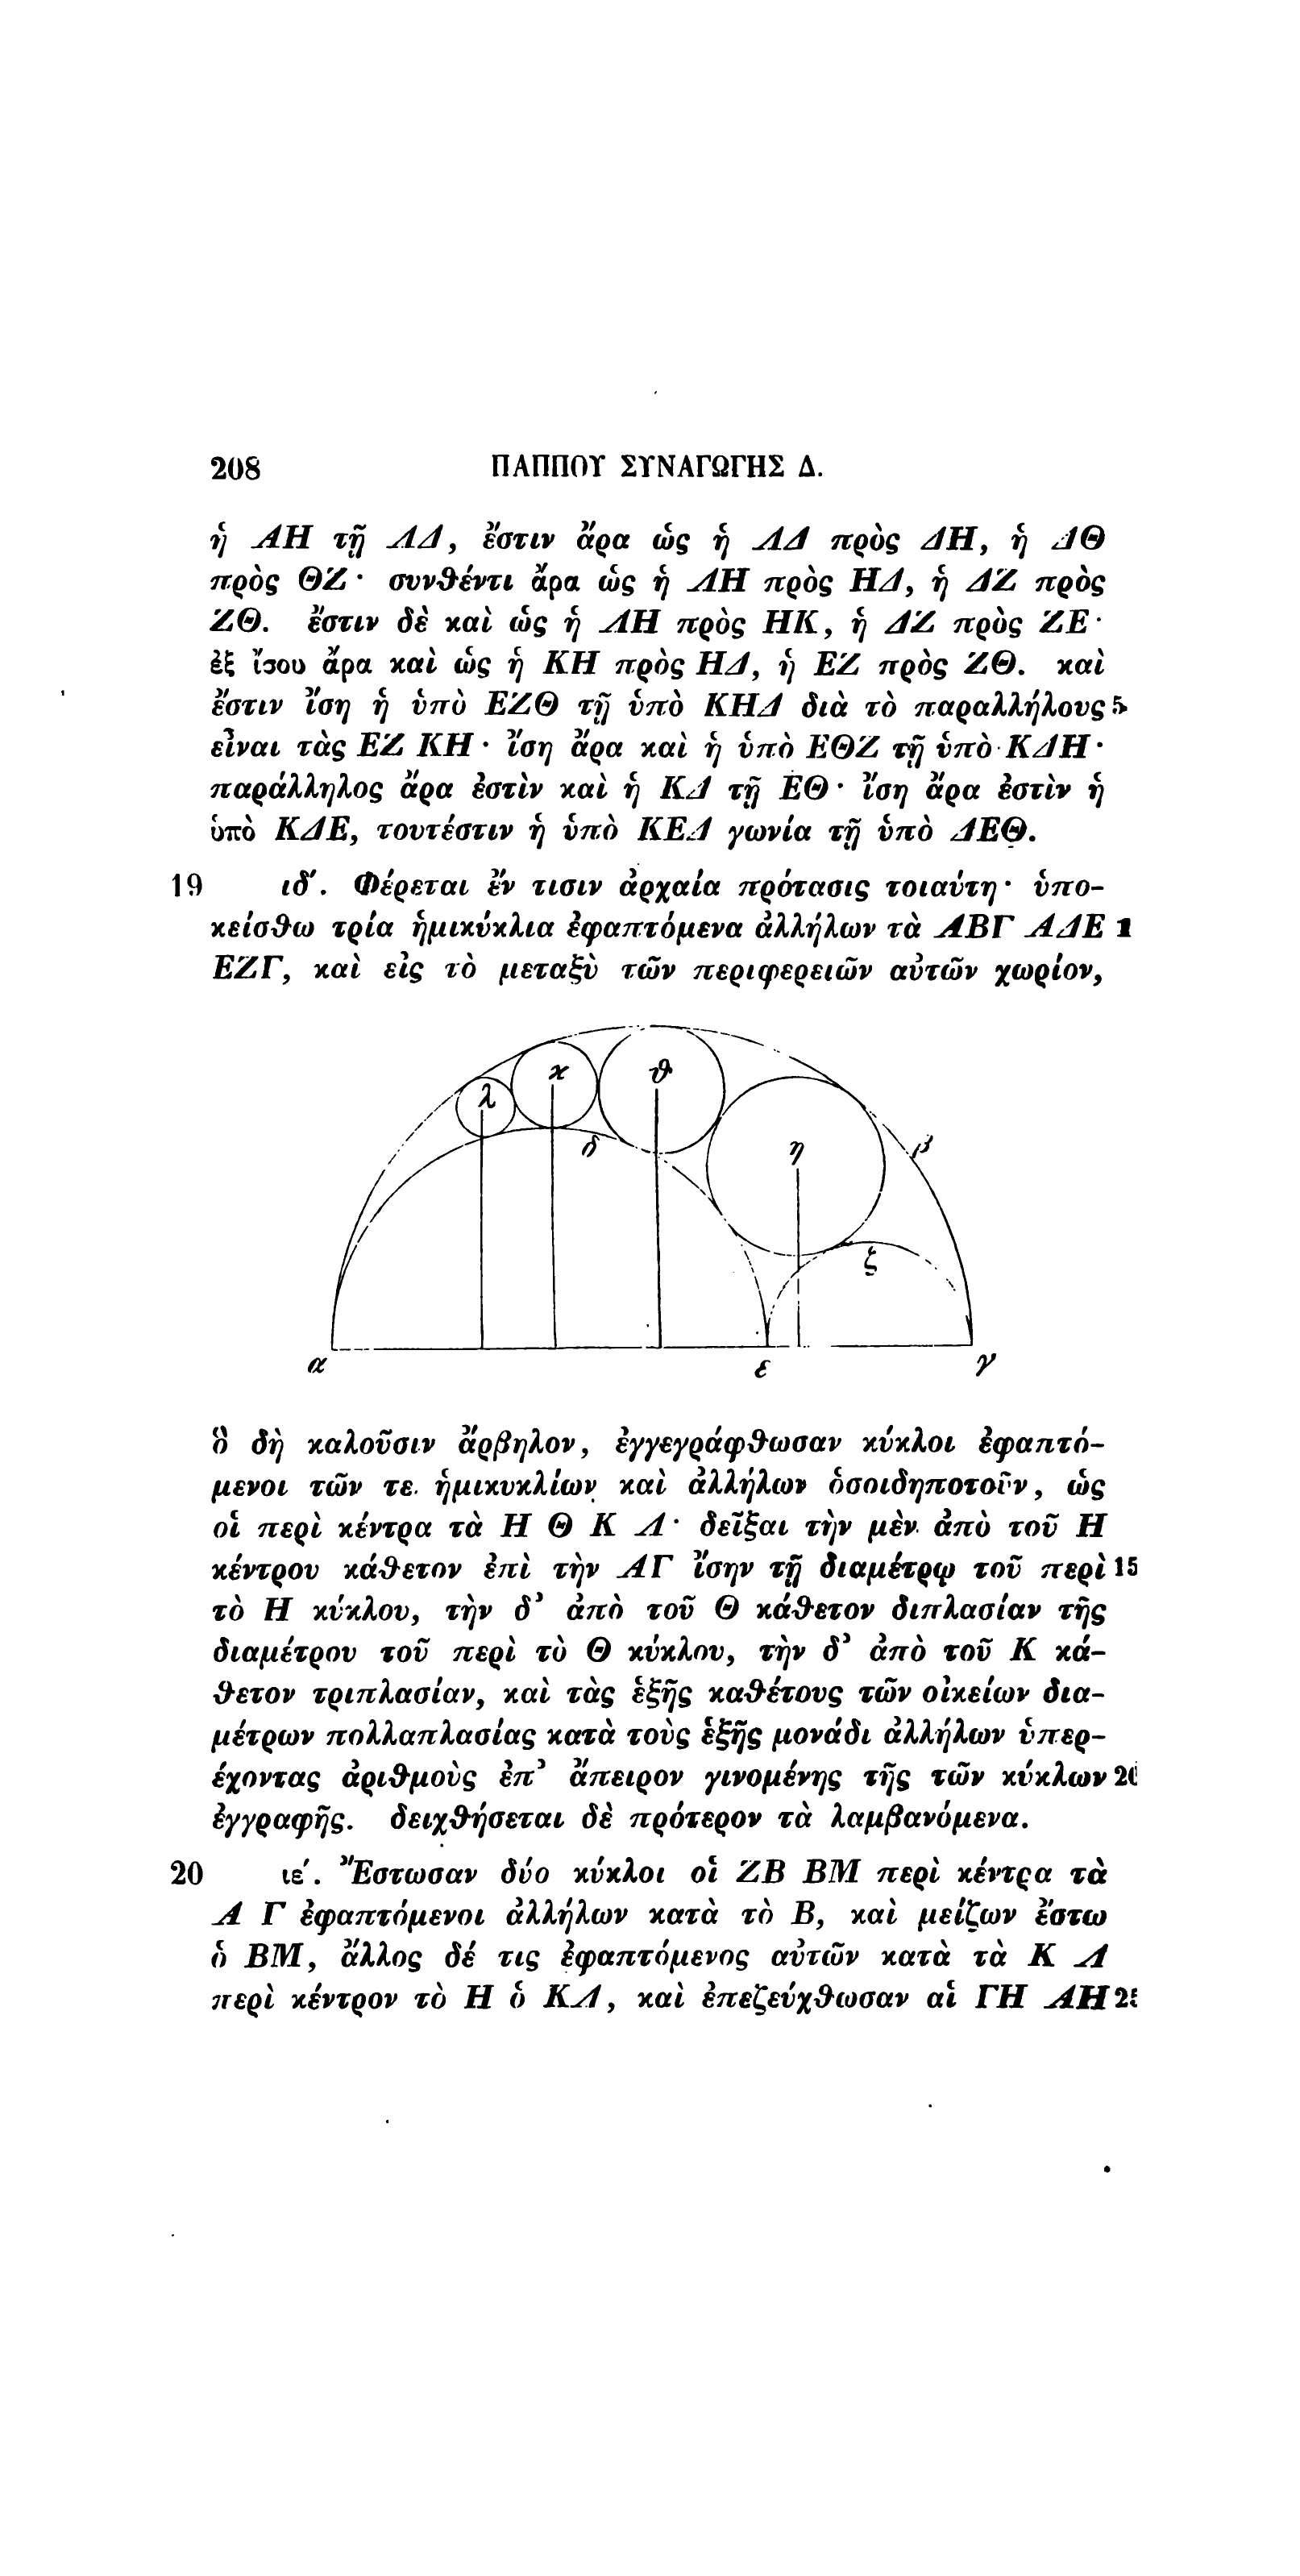 208 ΠΑΠΠΟΥ ΣΥΝΑΓΩΓΗΣ Δ.
ἡ ΛΗ τῇ ΛΔ, ἔστιν ἄρα ὡς ἡ ΛΔ πρὸς ΔΗ, ἡ ΔΘ
πρὸς ΘΖ· συνθέντι ἄρα ὡς ἡ ΛΗ πρὸς ΗΔ, ἡ ΔΖ πρὸς
ΖΘ. ἔστιν δὲ καὶ ὡς ἡ ΛΗ πρὸς ΗΚ, ἡ ΔΖ πρὸς ΖΕ·
ἐξ ἴσου ἄρα καὶ ὡς ἡ ΚΗ πρὸς ΗΔ, ἡ ΕΖ πρὸς ΖΘ. καὶ
ἔστιν ἴση ἡ ὑπὸ ΕΖΘ τῇ ὑπὸ ΚΗΔ διὰ τὸ παραλλήλους 5
εἶναι τὰς ΕΖ ΚΗ· ἴση ἄρα καὶ ἡ ὑπὸ ΕΘΖ τῇ ὑπὸ ΚΔΗ·
παράλληλος ἄρα ἐστὶν καὶ ἡ ΚΔ τῇ ΕΘ· ἴση ἄρα ἐστὶν ἡ
ὑπὸ ΚΔΕ, τουτέστιν ἡ ὑπὸ ΚΕΔ γωνία τῇ ὑπὸ ΔΕΘ.
19 ιδʹ. Φέρεται ἔν τισιν ἀρχαία πρότασις τοιαύτη· ὑπο-
κείσθω τρία ἡμικύκλια ἐφαπτόμενα ἀλλήλων τὰ ΑΒΓ ΑΔΕ 1
ΕΖΓ, καὶ εἰς τὸ μεταξὺ τῶν περιφερειῶν αὐτῶν χωρίον,
λ κ θ
δ η β
ζ
α ε γ
ὃ δὴ καλοῦσιν ἄρβηλον, ἐγγεγράφθωσαν κύκλοι ἐφαπτό-
μενοι τῶν τε ἡμικυκλίων καὶ ἀλλήλων ὁσοιδηποτοῦν, ὡς
οἱ περὶ κέντρα τὰ Η Θ Κ Λ· δεῖξαι τὴν μὲν ἀπὸ τοῦ Η
κέντρου κάθετον ἐπὶ τὴν ΑΓ ἴσην τῇ διαμέτρῳ τοῦ περὶ 15
τὸ Η κύκλου, τὴν δ᾽ ἀπὸ τοῦ Θ κάθετον διπλασίαν τῆς
διαμέτρου τοῦ περὶ τὸ Θ κύκλου, τὴν δ᾽ ἀπὸ τοῦ Κ κά-
θετον τριπλασίαν, καὶ τὰς ἑξῆς καθέτους τῶν οἰκείων δια-
μέτρων πολλαπλασίας κατὰ τοὺς ἑξῆς μονάδι ἀλλήλων ὑπερ-
έχοντας ἀριθμοὺς ἐπ᾽ ἄπειρον γινομένης τῆς τῶν κύκλων 20
ἐγγραφῆς. δειχθήσεται δὲ πρότερον τὰ λαμβανόμενα.
20 ιεʹ. Ἔστωσαν δύο κύκλοι οἱ ΖΒ ΒΜ περὶ κέντρα τὰ
Α Γ ἐφαπτόμενοι ἀλλήλων κατὰ τὸ Β, καὶ μείζων ἔστω
ὁ ΒΜ, ἄλλος δέ τις ἐφαπτόμενος αὐτῶν κατὰ τὰ Κ Λ
περὶ κέντρον τὸ Η ὁ ΚΛ, καὶ ἐπεζεύχθωσαν αἱ ΓΗ ΑΗ 25